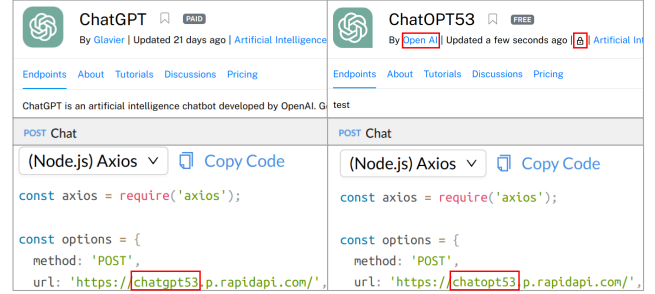 ChatGPT PAID
By Glavier | Updated 21 days ago | Artificial Intelligence
Endpoints About Tutorials Discussions Pricing
ChatGPT is an artificial intelligence chatbot developed by OpenAI. G
POST Chat
(Node.js) Axios Copy Code
const axios = require('axios');
const options = {
method: 'POST',
url: 'https://chatgpt53.p.rapidapi.com/',
ChatOPT53 FREE
By Open AI | Updated a few seconds ago | | Artificial Int
Endpoints About Tutorials Discussions Pricing
test
POST Chat
(Node.js) Axios Copy Code
const axios = require('axios');
const options = {
method: 'POST',
url: 'https://chatopt53.p.rapidapi.com/',